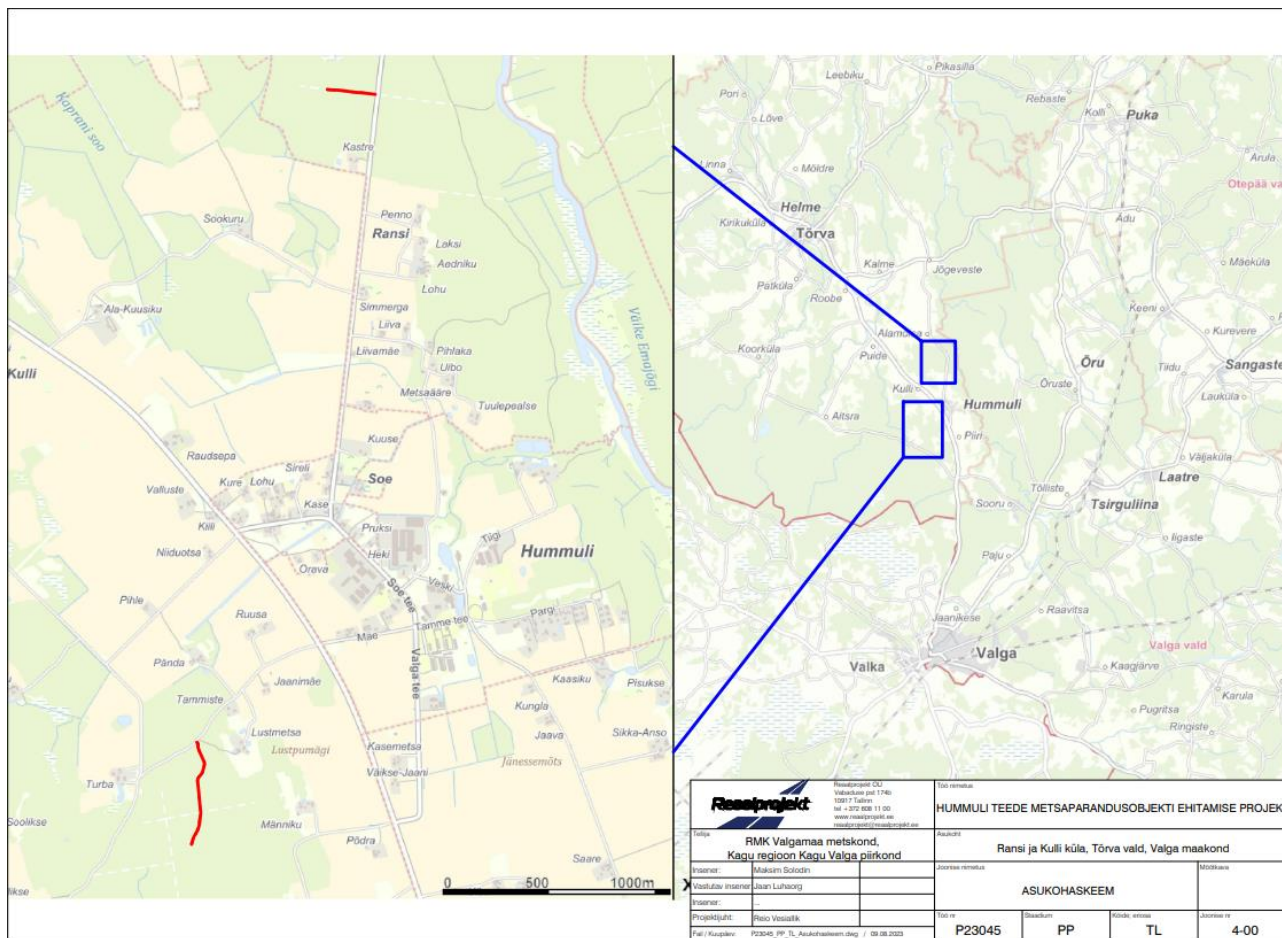 Kaprani soo
Kastre
Sookuru
Penno
Ransi
Laksi
Aedniku
Lohu
Ala-Kuusiku
Simmerga
Liiva
Liivamäe
Pihlaka
Ulbo
Metsaääre
Tuulepealse
Väike Emajõgi
Kulli
Kuuse
Raudsepa
Sireli
Kure
Lohu
Soe
Valluste
Kase
Kiili
Pruksi
Heki
Tiigi
Hummuli
Niiduotsa
Orava
Soe tee
Veski
Pihle
Ruusa
Mäe
Tamme tee
Pargi
Pända
Valga tee
Jaanimäe
Kaasiku
Pisukse
Tammiste
Kungla
Lustmetsa
Lustpumägi
Kasemetsa
Jaava
Sikka-Anso
Turba
Väikse-Jaani
Jänessemõts
Soolikse
Männiku
Põdra
Saare
likse
0 500 1000m
Pikasilla
Leebiku
Pori
Rebaste
Kolli
Puka
Lõve
Linna
Möldre
Arula
Helme
Otepää va
Kirikuküla
Tõrva
Adu
Kalme
Jõgeveste
Mäeküla
Patküla
Roobe
Keeni
Alamõisa
Kurevere
Koorküla
Puide
Õru
Tiidu
Sangaste
Kulli
Õruste
Lauküla
Aitsra
Hummuli
Piiri
Väljaküla
Laatre
Tõlliste
Sooru
Tsirguliina
Iigaste
Paju
Jaanikese
Raavitsa
Valka
Valga
Valga vald
Kaagjärve
Karula
Pugritsa
Ringiste
Reaalprojekt
Reaalprojekt OÜ
Vabaduse pst 174b
10917 Tallinn
tel +372 608 11 00
www.reaalprojekt.ee
reaalprojekt@reaalprojekt.ee
Töö nimetus
HUMMULI TEEDE METSAPARANDUSOBJEKTI EHITAMISE PROJEK
Tellija
RMK Valgamaa metskond,
Kagu regioon Kagu Valga piirkond
Asukoht
Ransi ja Kulli küla, Tõrva vald, Valga maakond
Insener: Maksim Solodin
Vastutav insener: Jaan Luhaorg
Insener: ...
Projektijuht: Reio Vesiallik
Fail / Kuupäev: P23045_PP_TL_Asukohaskeem.dwg / 09.08.2023
Joonise nimetus
ASUKOHASKEEM
Mõõtkava
Töö nr
P23045
Staadium
PP
Köide, eriosa
TL
Joonise nr
4-00